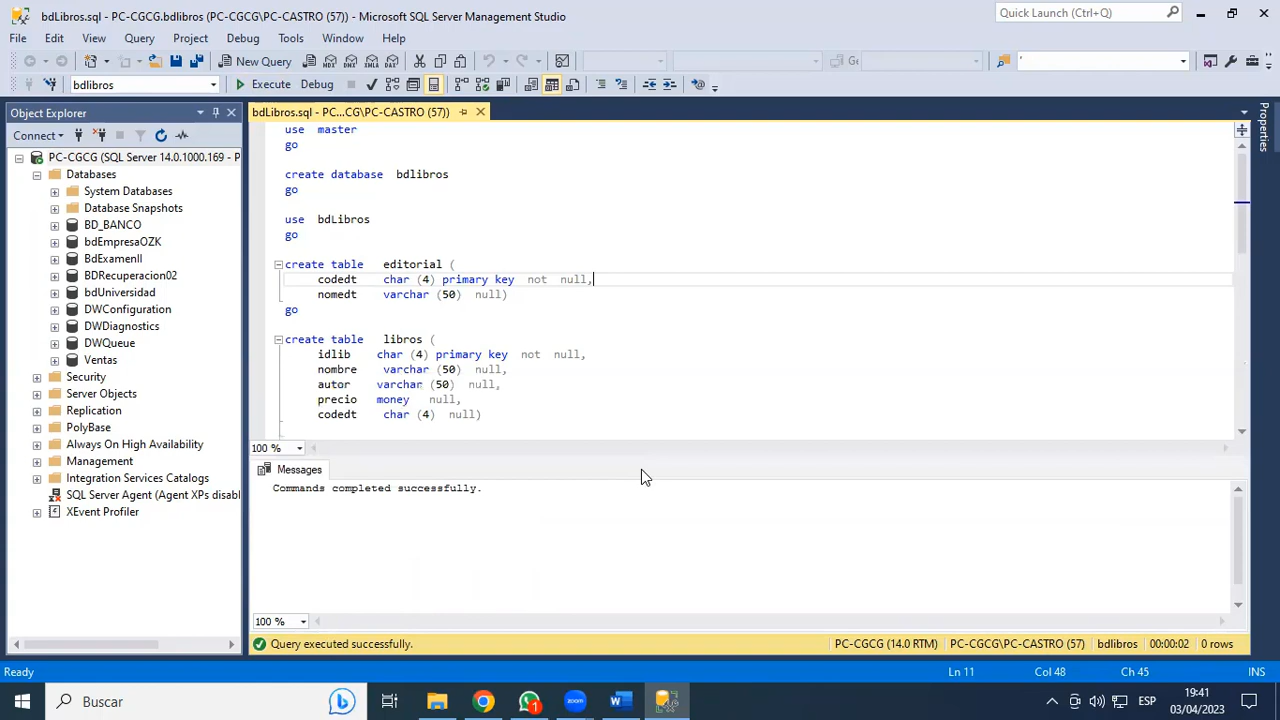 bdLibros.sql - PC-CGCG.bdlibros (PC-CGCG\PC-CASTRO (57)) - Microsoft SQL Server Management Studio
Quick Launch (Ctrl+Q)
File Edit View Query Project Debug Tools Window Help
New Query
bdlibros
Execute Debug
Object Explorer
bdLibros.sql - PC...CG\PC-CASTRO (57))
Properties
Connect
PC-CGCG (SQL Server 14.0.1000.169 - P
Databases
System Databases
Database Snapshots
BD_BANCO
bdEmpresaOZK
bdExamenII
BDRecuperacion02
bdUniversidad
DWConfiguration
DWDiagnostics
DWQueue
Ventas
Security
Server Objects
Replication
PolyBase
Always On High Availability
Management
Integration Services Catalogs
SQL Server Agent (Agent XPs disabl
XEvent Profiler
use master
go
create database bdlibros
go
use bdLibros
go
create table editorial (
codedt char (4) primary key not null,
nomedt varchar (50) null)
go
create table libros (
idlib char (4) primary key not null,
nombre varchar (50) null,
autor varchar (50) null,
precio money null,
codedt char (4) null)
100 %
Messages
Commands completed successfully.
100 %
Query executed successfully.
PC-CGCG (14.0 RTM) PC-CGCG\PC-CASTRO (57) bdlibros 00:00:02 0 rows
Ready Ln 11 Col 48 Ch 45 INS
Buscar
1
zoom
ESP
19:41
03/04/2023